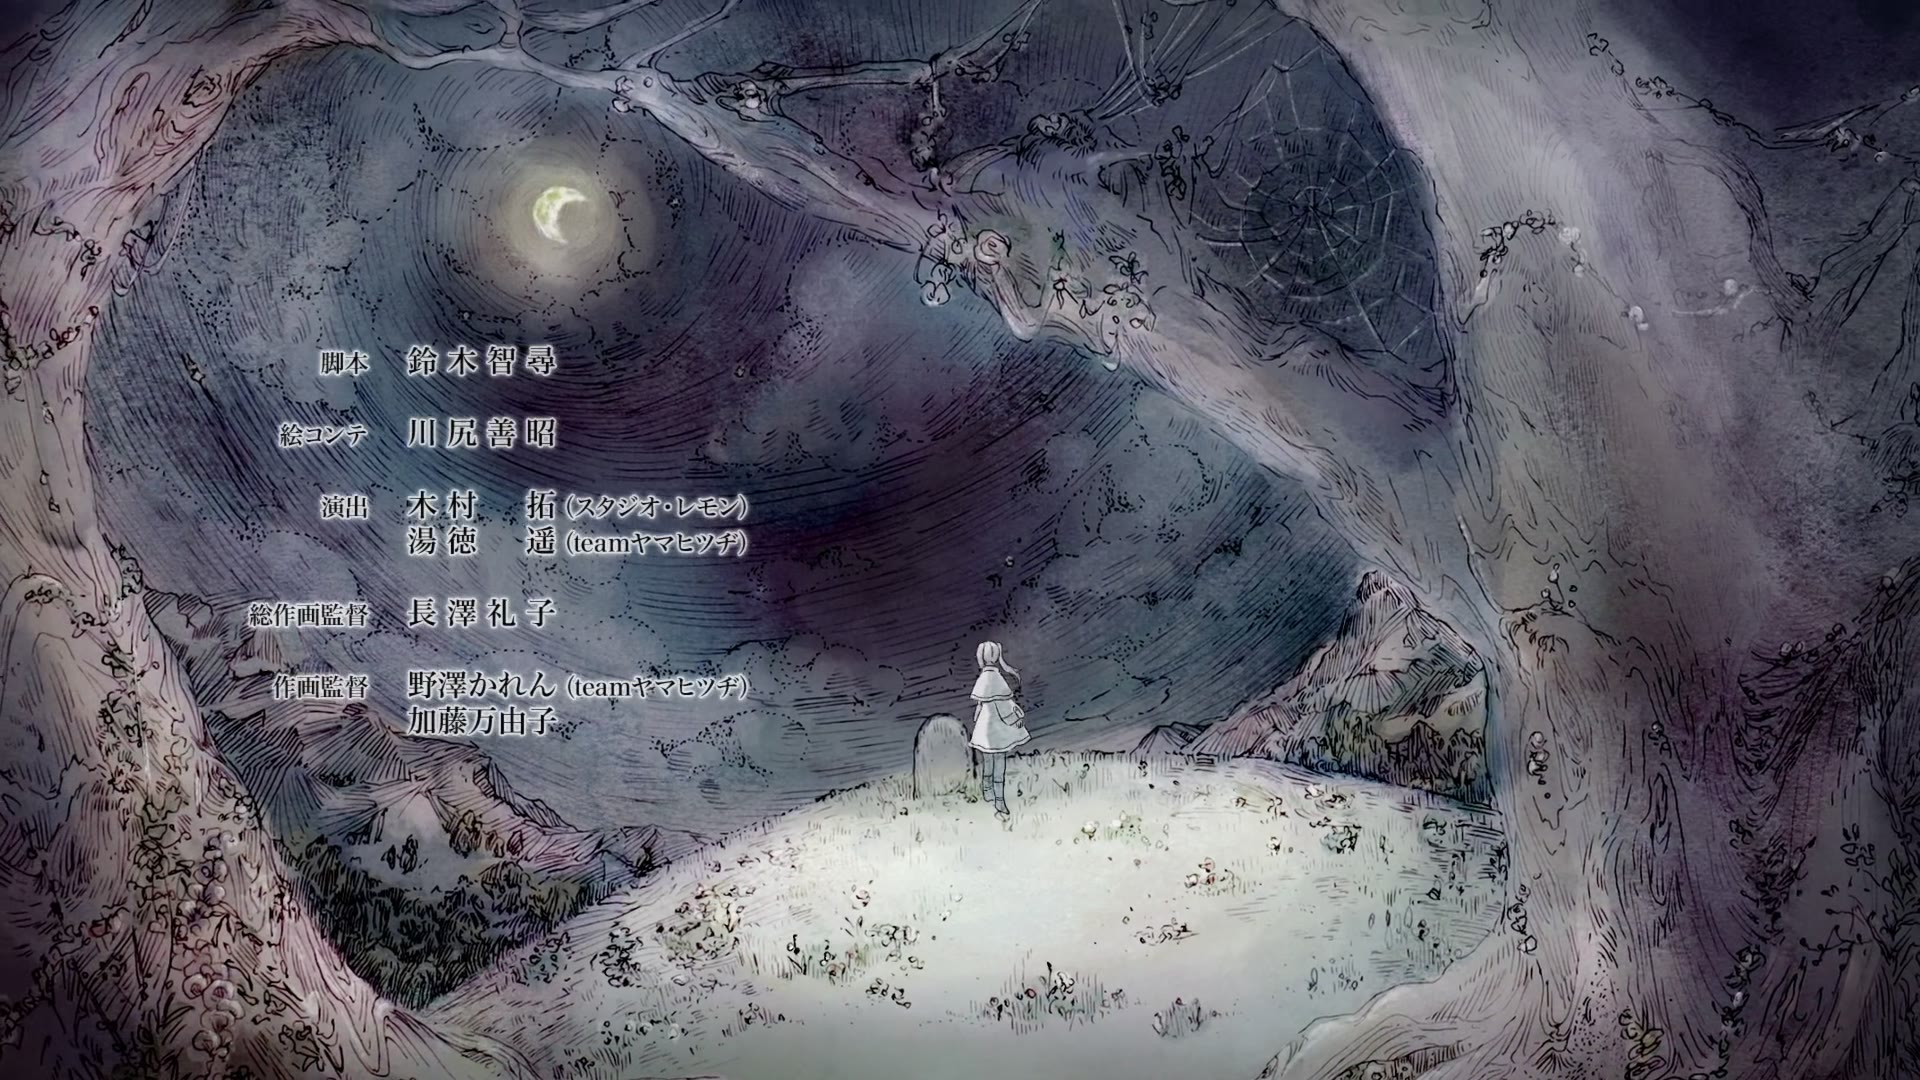 脚本 鈴木智尋
絵コンテ 川尻善昭
演出 木村 拓（スタジオ・レモン）
湯徳 遥（teamヤマヒツヂ）
総作画監督 長澤礼子
作画監督 野澤かれん（teamヤマヒツヂ）
加藤万由子